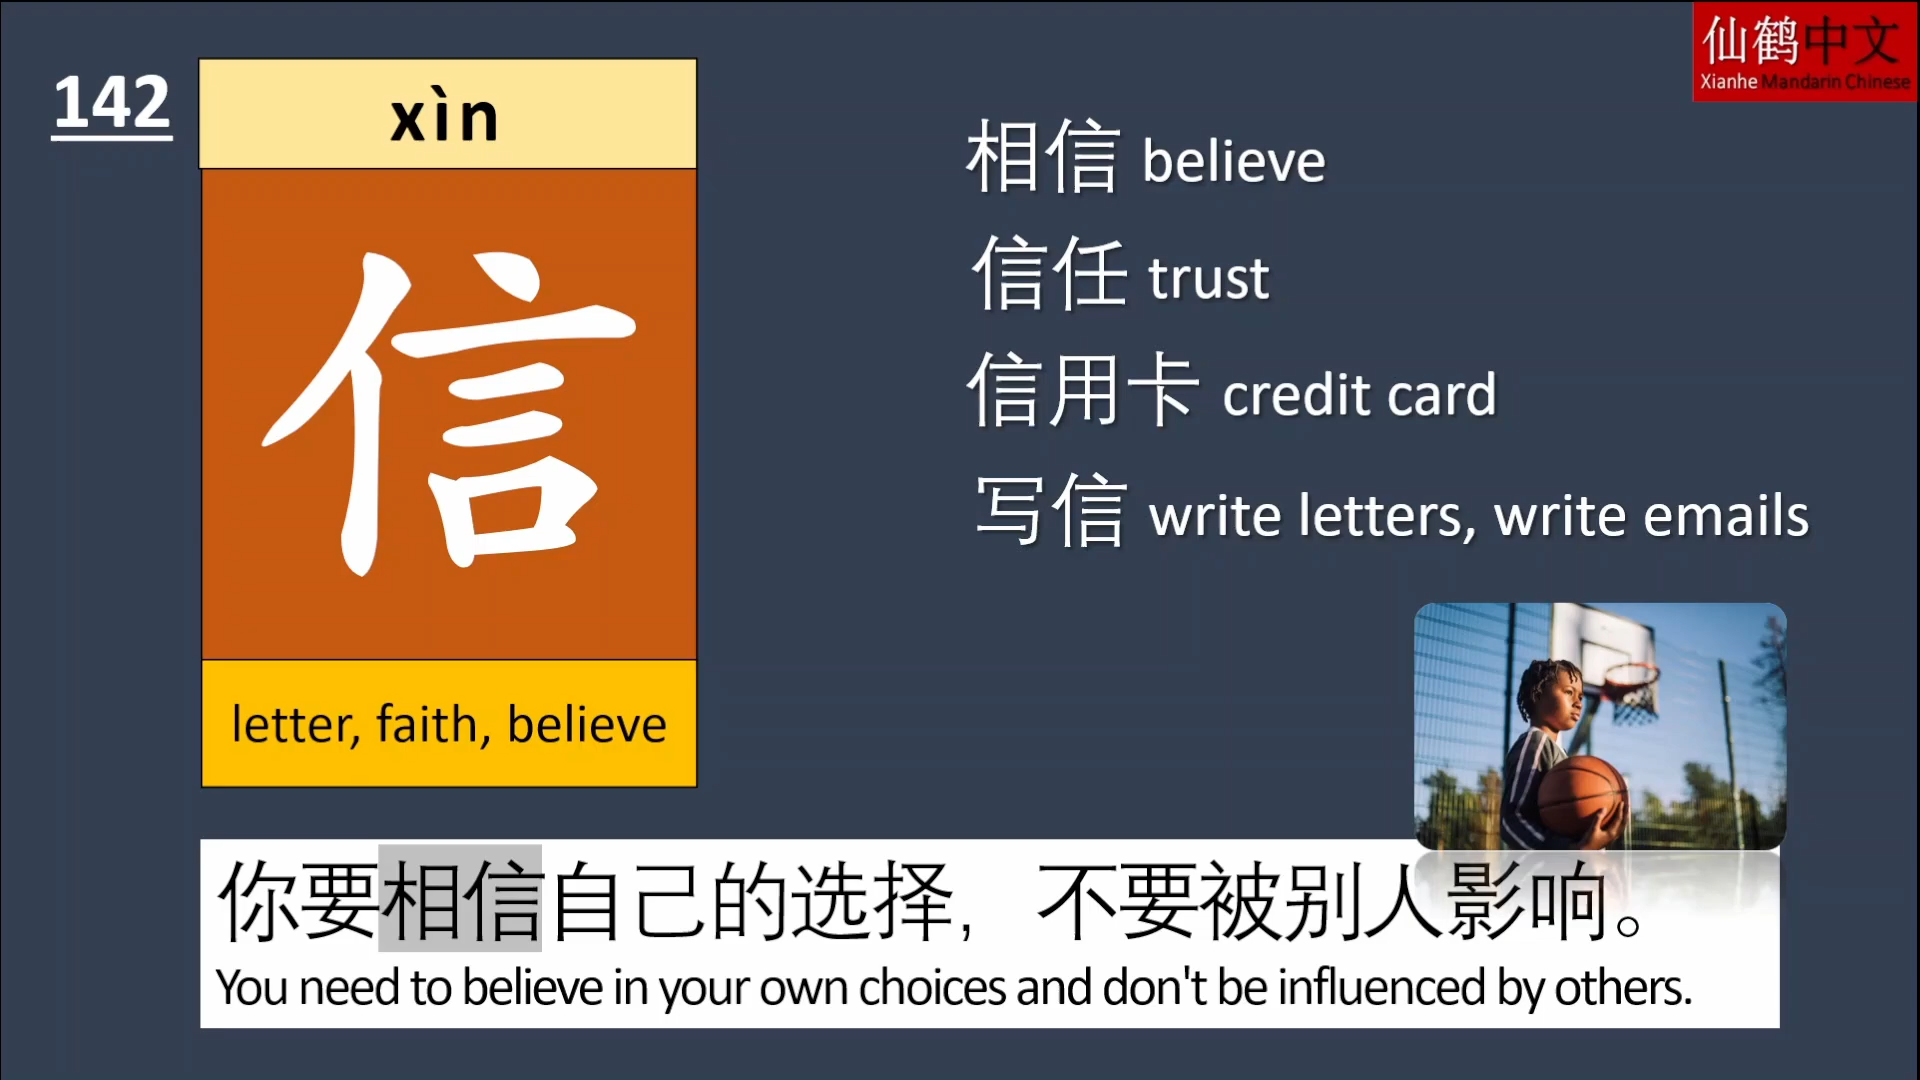 142
xìn
信
letter, faith, believe
仙鹤中文
Xianhe Mandarin Chinese
相信 believe
信任 trust
信用卡 credit card
写信 write letters, write emails
你要相信自己的选择，不要被别人影响。
You need to believe in your own choices and don't be influenced by others.